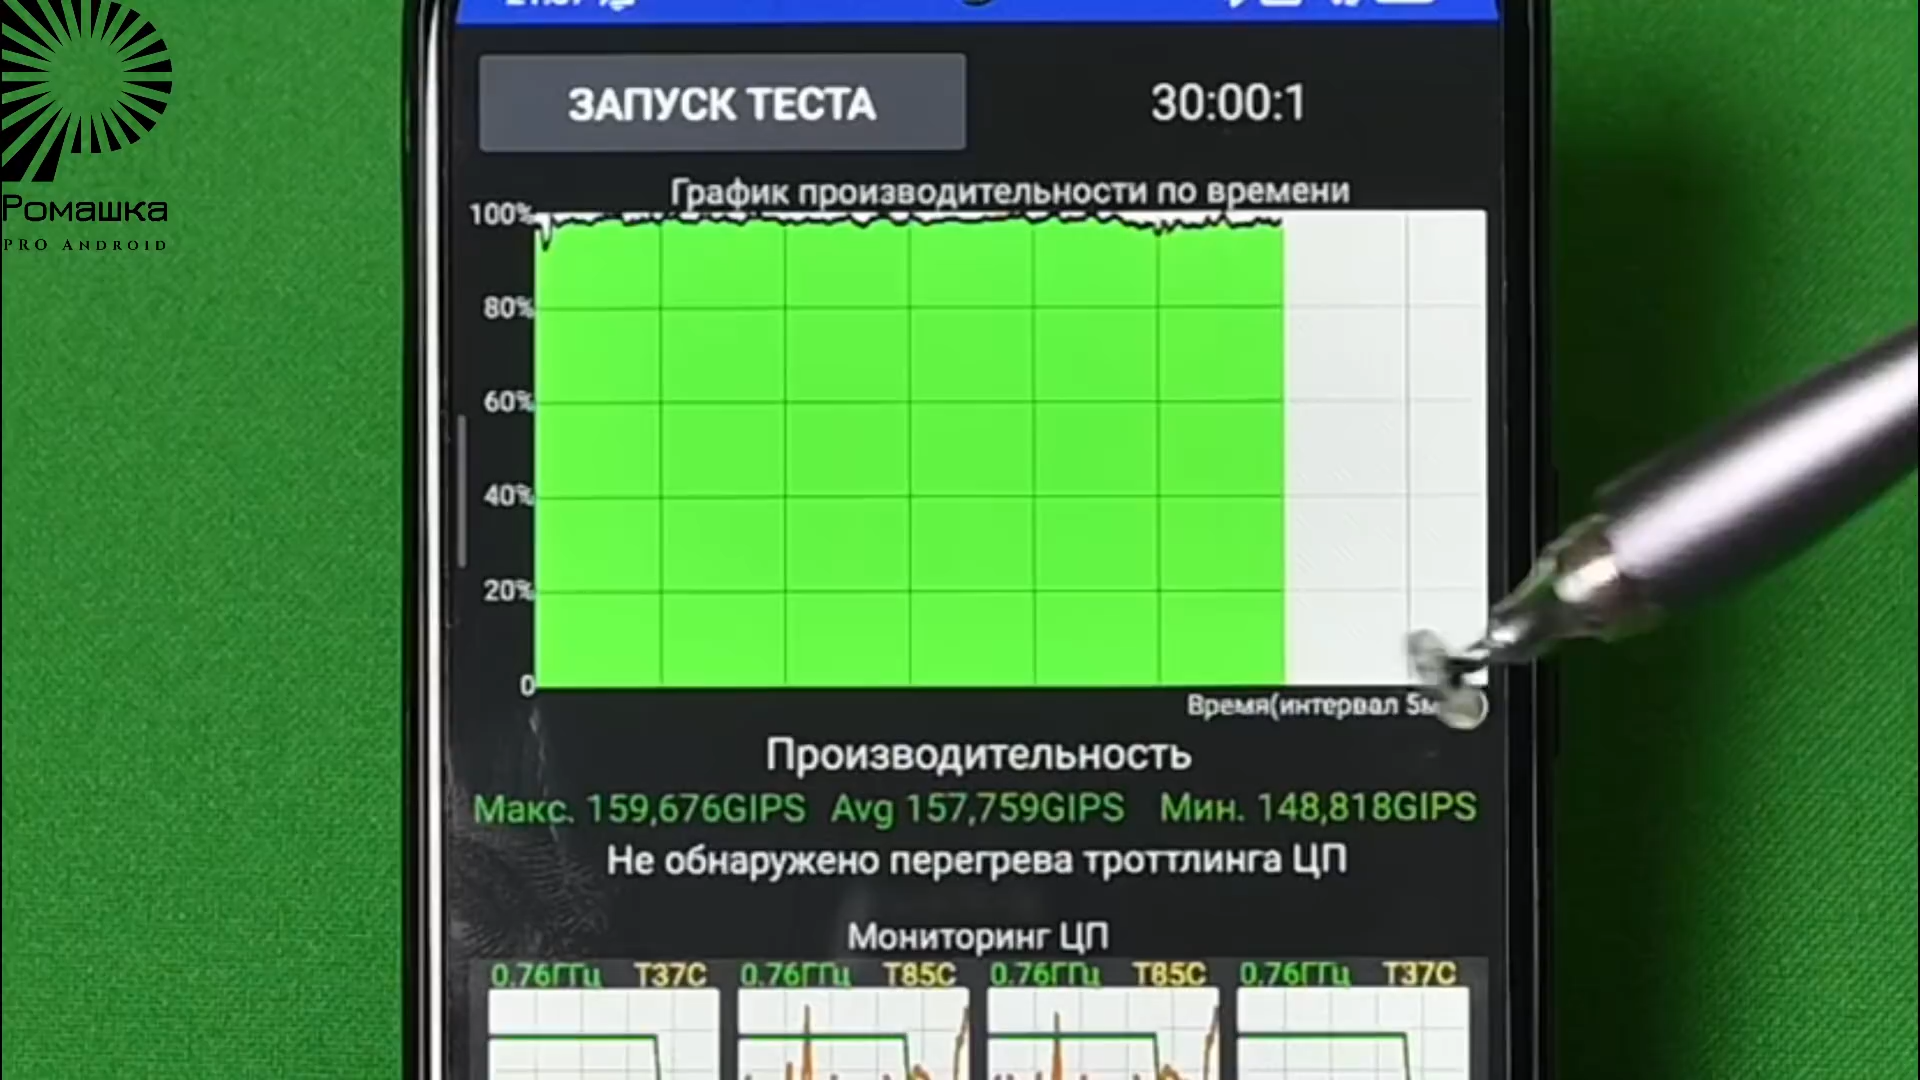 Ромашка
PRO Android
ЗАПУСК ТЕСТА
30:00:1
График производительности по времени
100%
80%
60%
40%
20%
0
Время(интервал
Производительность
Макс. 159,676GIPS Avg 157,759GIPS Мин. 148,818GIPS
Не обнаружено перегрева троттлинга ЦП
Мониторинг ЦП
0.76ГГц T37C 0.76ГГц T85C 0.76ГГц T85C 0.76ГГц T37C